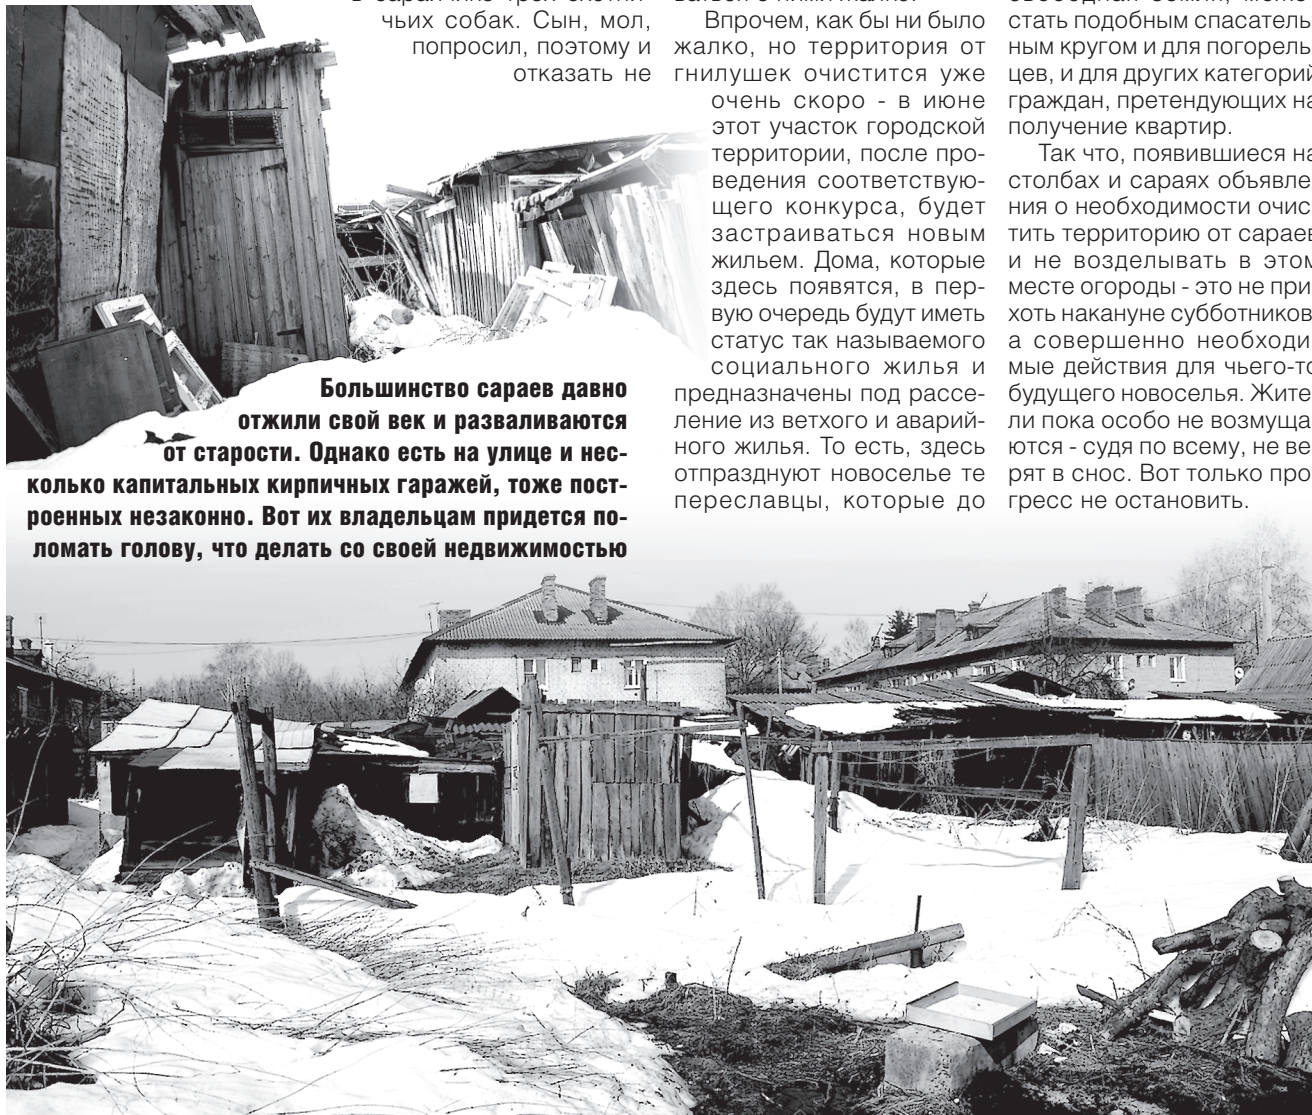 чьих собак. Сын, мол,
попросил, поэтому и
отказать не
Большинство сараев давно
отжили свой век и разваливаются
от старости. Однако есть на улице и нес-
колько капитальных кирпичных гаражей, тоже пост-
роенных незаконно. Вот их владельцам придется по-
ломать голову, что делать со своей недвижимостью
Впрочем, как бы ни было
жалко, но территория от
гнилушек очистится уже
очень скоро - в июне
этот участок городской
территории, после про-
ведения соответствую-
щего конкурса, будет
застраиваться новым
жильем. Дома, которые
здесь появятся, в пер-
вую очередь будут иметь
статус так называемого
социального жилья и
предназначены под рассе-
ление из ветхого и аварий-
ного жилья. То есть, здесь
отпразднуют новоселье те
переславцы, которые до
стать подобным спасатель-
ным кругом и для погорель-
цев, и для других категорий
граждан, претендующих на
получение квартир.
Так что, появившиеся на
столбах и сараях объявле-
ния о необходимости очис-
тить территорию от сараев
и не возделывать в этом
месте огороды - это не при-
хоть накануне субботников,
а совершенно необходи-
мые действия для чьего-то
будущего новоселья. Жите-
ли пока особо не возмуща-
ются - судя по всему, не ве-
рят в снос. Вот только про-
гресс не остановить.